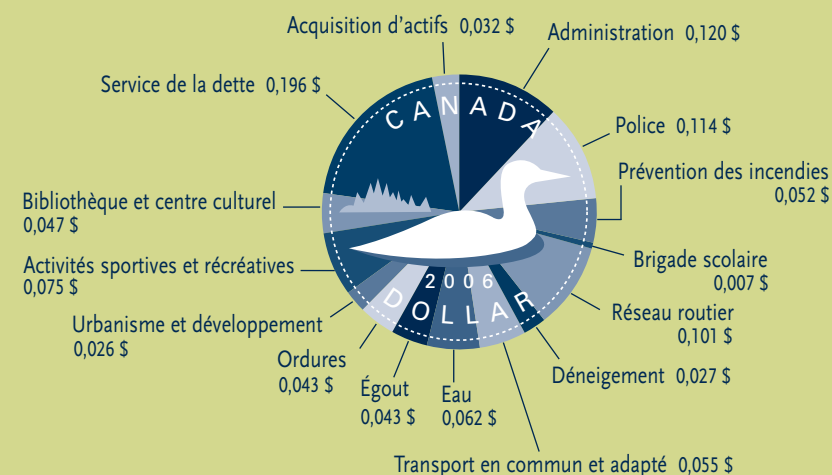 Acquisition d'actifs 0,032 $
Administration 0,120 $
Service de la dette 0,196 $
Police 0,114 $
Prévention des incendies
0,052 $
Bibliothèque et centre culturel
0,047 $
Brigade scolaire
0,007 $
Activités sportives et récréatives
0,075 $
Réseau routier
0,101 $
Urbanisme et développement
0,026 $
Déneigement 0,027 $
Ordures
0,043 $
Égout
0,043 $
Eau
0,062 $
Transport en commun et adapté 0,055 $
CANADA
2006
DOLLAR